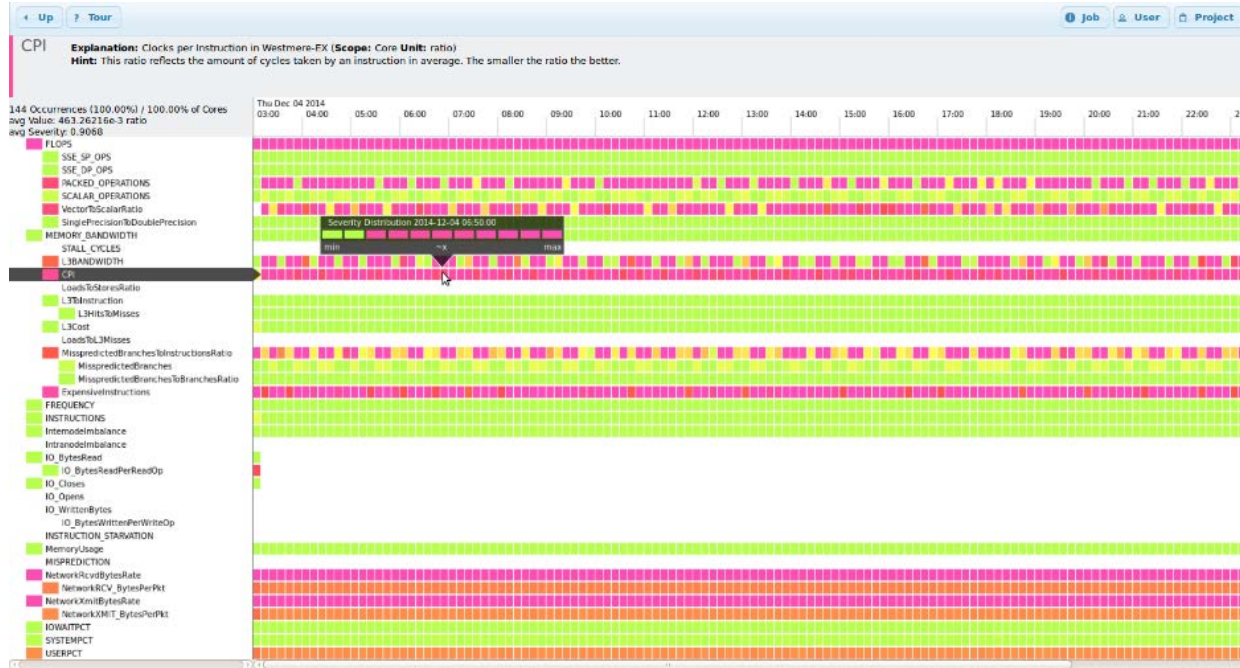 Up
? Tour
Job
User
Project
CPI
Explanation: Clocks per Instruction in Westmere-EX (Scope: Core Unit: ratio)
Hint: This ratio reflects the amount of cycles taken by an instruction in average. The smaller the ratio the better.
144 Occurrences (100.00%) / 100.00% of Cores
avg Value: 463.26216e-3 ratio
avg Severity: 0.9068
Thu Dec 04 2014
03:00 04:00 05:00 06:00 07:00 08:00 09:00 10:00 11:00 12:00 13:00 14:00 15:00 16:00 17:00 18:00 19:00 20:00 21:00 22:00 2
FLOPS
SSE_SP_OPS
SSE_DP_OPS
PACKED_OPERATIONS
SCALAR_OPERATIONS
VectorToScalarRatio
SinglePrecisionToDoublePrecision
Severity Distribution 2014-12-04 06:50:00
MEMORY_BANDWIDTH
STALL_CYCLES
min ~x max
L3BANDWIDTH
CPI
LoadsToStoresRatio
L3ToInstruction
L3HitsToMisses
L3Cost
LoadsToL3Misses
MisspredictedBranchesToInstructionsRatio
MisspredictedBranches
MisspredictedBranchesToBranchesRatio
ExpensiveInstructions
FREQUENCY
INSTRUCTIONS
InternodeImbalance
IntranodeImbalance
IO_BytesRead
IO_BytesReadPerReadOp
IO_Closes
IO_Opens
IO_WrittenBytes
IO_BytesWrittenPerWriteOp
INSTRUCTION_STARVATION
MemoryUsage
MISPREDICTION
NetworkRcvdBytesRate
NetworkRCV_BytesPerPkt
NetworkXmitBytesRate
NetworkXMIT_BytesPerPkt
IOWAITPCT
SYSTEMPCT
USERPCT